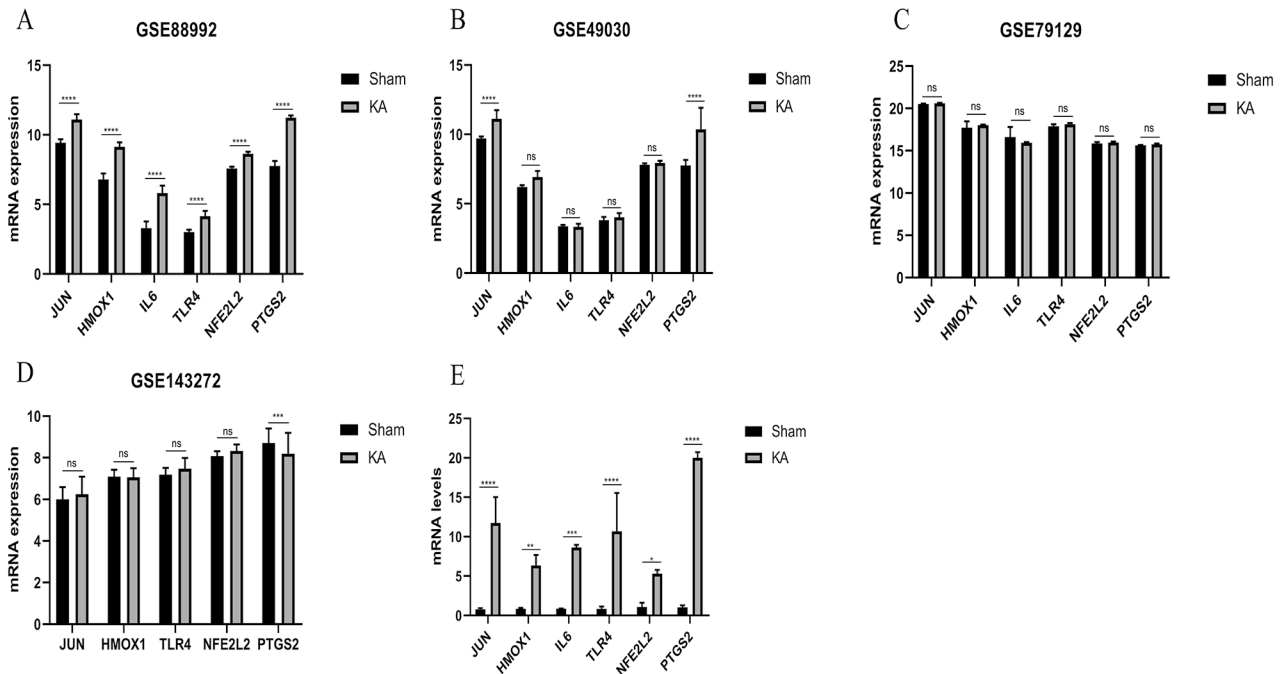 A
GSE88992
mRNA expression
15
10
5
0
****
****
****
****
****
****
JUN
HMOX1
IL6
TLR4
NFE2L2
PTGS2
Sham
KA
B
GSE49030
mRNA expression
15
10
5
0
****
ns
ns
ns
ns
****
JUN
HMOX1
IL6
TLR4
NFE2L2
PTGS2
Sham
KA
C
GSE79129
mRNA expression
25
20
15
10
5
0
ns
ns
ns
ns
ns
ns
JUN
HMOX1
IL6
TLR4
NFE2L2
PTGS2
Sham
KA
D
GSE143272
mRNA expression
10
8
6
4
2
0
ns
ns
ns
ns
***
JUN
HMOX1
TLR4
NFE2L2
PTGS2
Sham
KA
E
mRNA levels
25
20
15
10
5
0
****
**
***
****
*
****
JUN
HMOX1
IL6
TLR4
NFE2L2
PTGS2
Sham
KA